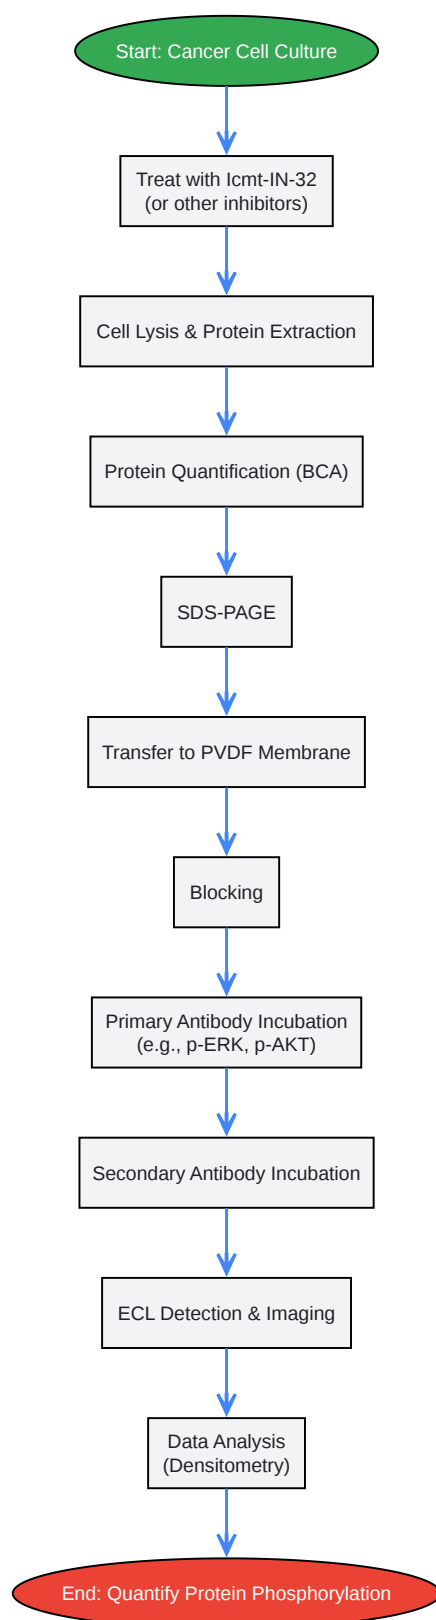 Start: Cancer Cell Culture
Treat with Icmt-IN-32
(or other inhibitors)
Cell Lysis & Protein Extraction
Protein Quantification (BCA)
SDS-PAGE
Transfer to PVDF Membrane
Blocking
Primary Antibody Incubation
(e.g., p-ERK, p-AKT)
Secondary Antibody Incubation
ECL Detection & Imaging
Data Analysis
(Densitometry)
End: Quantify Protein Phosphorylation